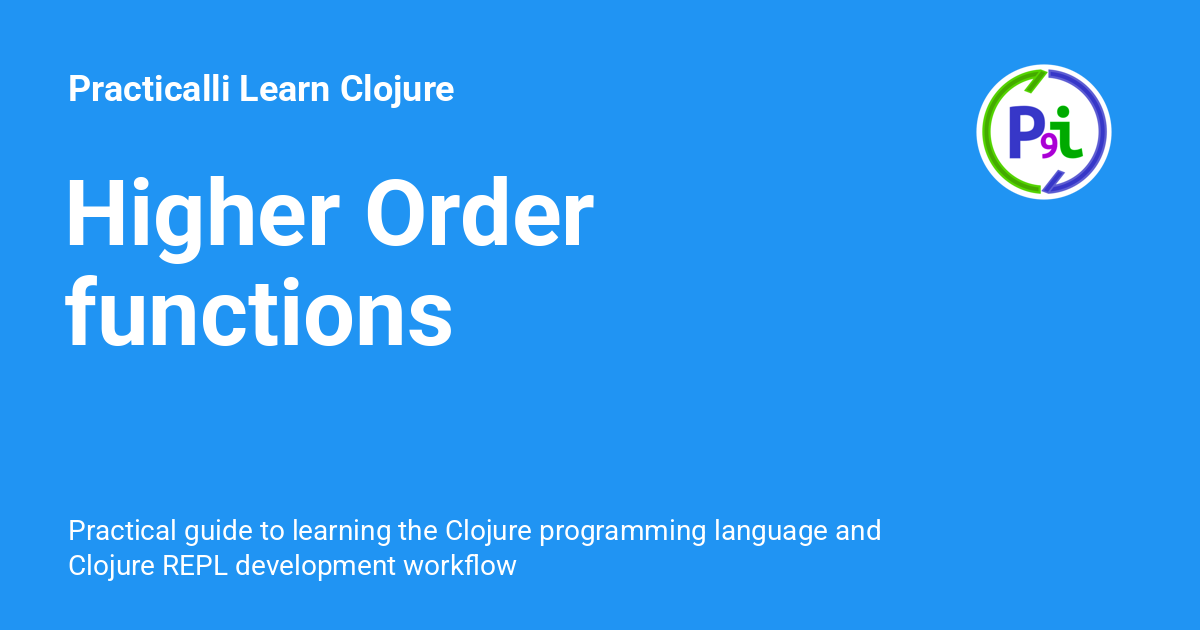 Practicalli Learn Clojure
P9i
Higher Order
functions
Practical guide to learning the Clojure programming language and
Clojure REPL development workflow